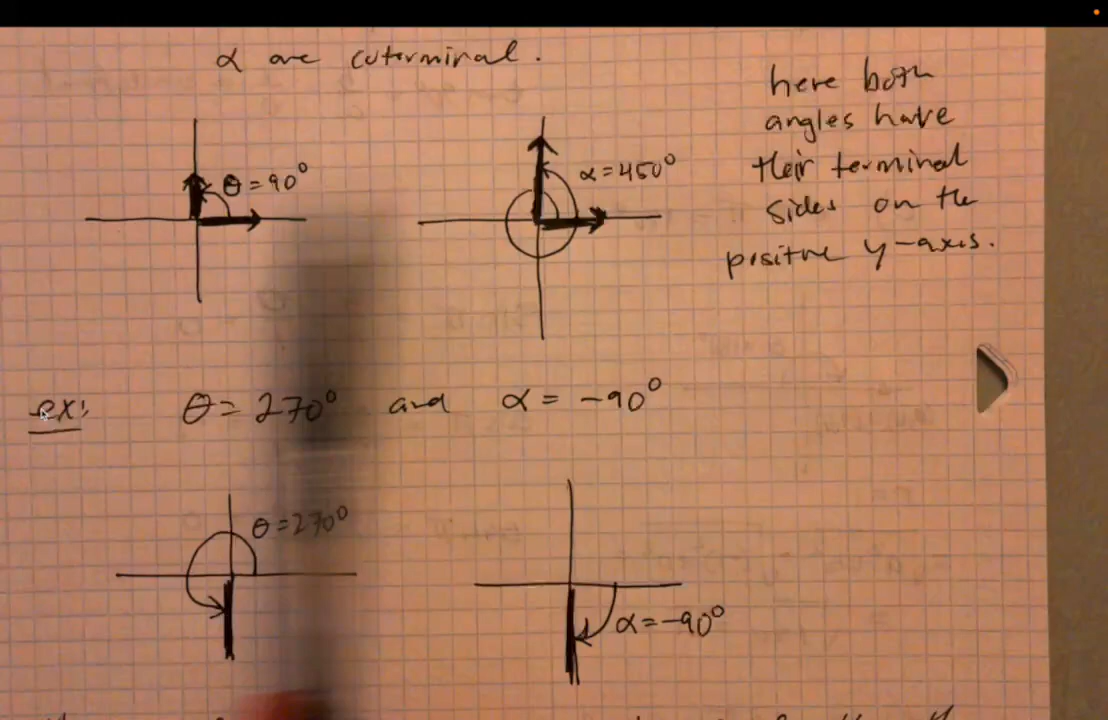 α are coterminal.
θ = 90°
α = 450°
here both
angles have
their terminal
sides on the
positive y-axis.
ex: θ = 270° and α = -90°
θ = 270°
α = -90°